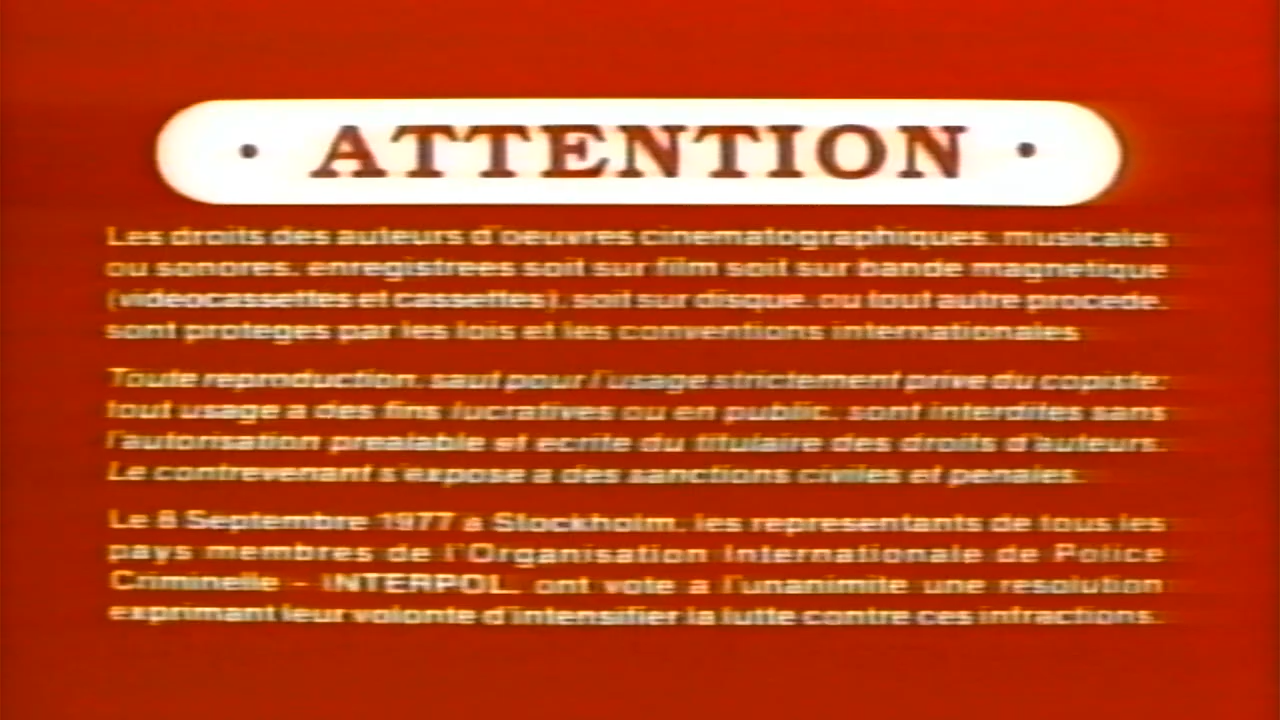 • ATTENTION •
Les droits des auteurs d'oeuvres cinematographiques, musicales
ou sonores, enregistrees soit sur film soit sur bande magnetique
(videocassettes et cassettes), soit sur disque, ou tout autre procede,
sont proteges par les lois et les conventions internationales.
Toute reproduction, sauf pour l'usage strictement prive du copiste;
tout usage a des fins lucratives ou en public, sont interdites sans
l'autorisation prealable et ecrite du titulaire des droits d'auteurs.
Le contrevenant s'expose a des sanctions civiles et penales.
Le 8 Septembre 1977 a Stockholm, les representants de tous les
pays membres de l'Organisation Internationale de Police
Criminelle - INTERPOL, ont vote a l'unanimite une resolution
exprimant leur volonte d'intensifier la lutte contre ces infractions.